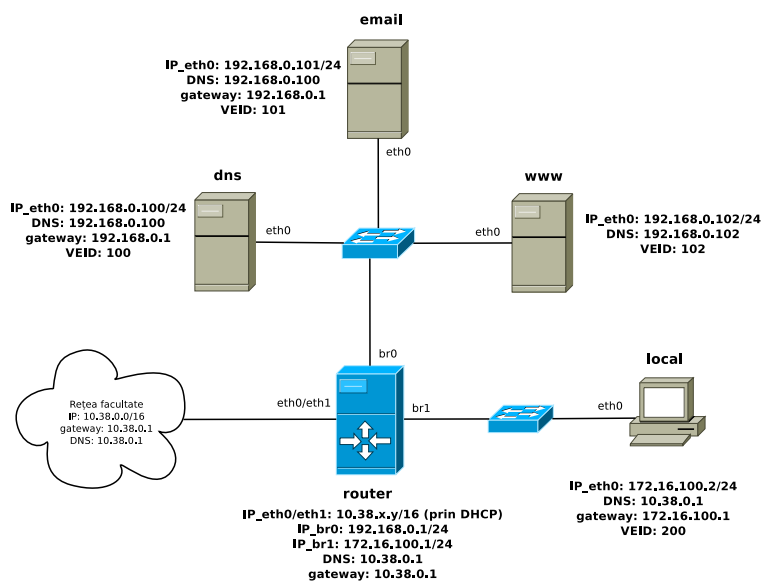 email
IP_eth0: 192.168.0.101/24
DNS: 192.168.0.100
gateway: 192.168.0.1
VEID: 101
eth0
dns
IP_eth0: 192.168.0.100/24
DNS: 192.168.0.100
gateway: 192.168.0.1
VEID: 100
eth0
www
eth0
IP_eth0: 192.168.0.102/24
DNS: 192.168.0.102
VEID: 102
br0
Rețea facultate
IP: 10.38.0.0/16
gateway: 10.38.0.1
DNS: 10.38.0.1
eth0/eth1
br1
router
IP_eth0/eth1: 10.38.x.y/16 (prin DHCP)
IP_br0: 192.168.0.1/24
IP_br1: 172.16.100.1/24
DNS: 10.38.0.1
gateway: 10.38.0.1
local
eth0
IP_eth0: 172.16.100.2/24
DNS: 10.38.0.1
gateway: 172.16.100.1
VEID: 200